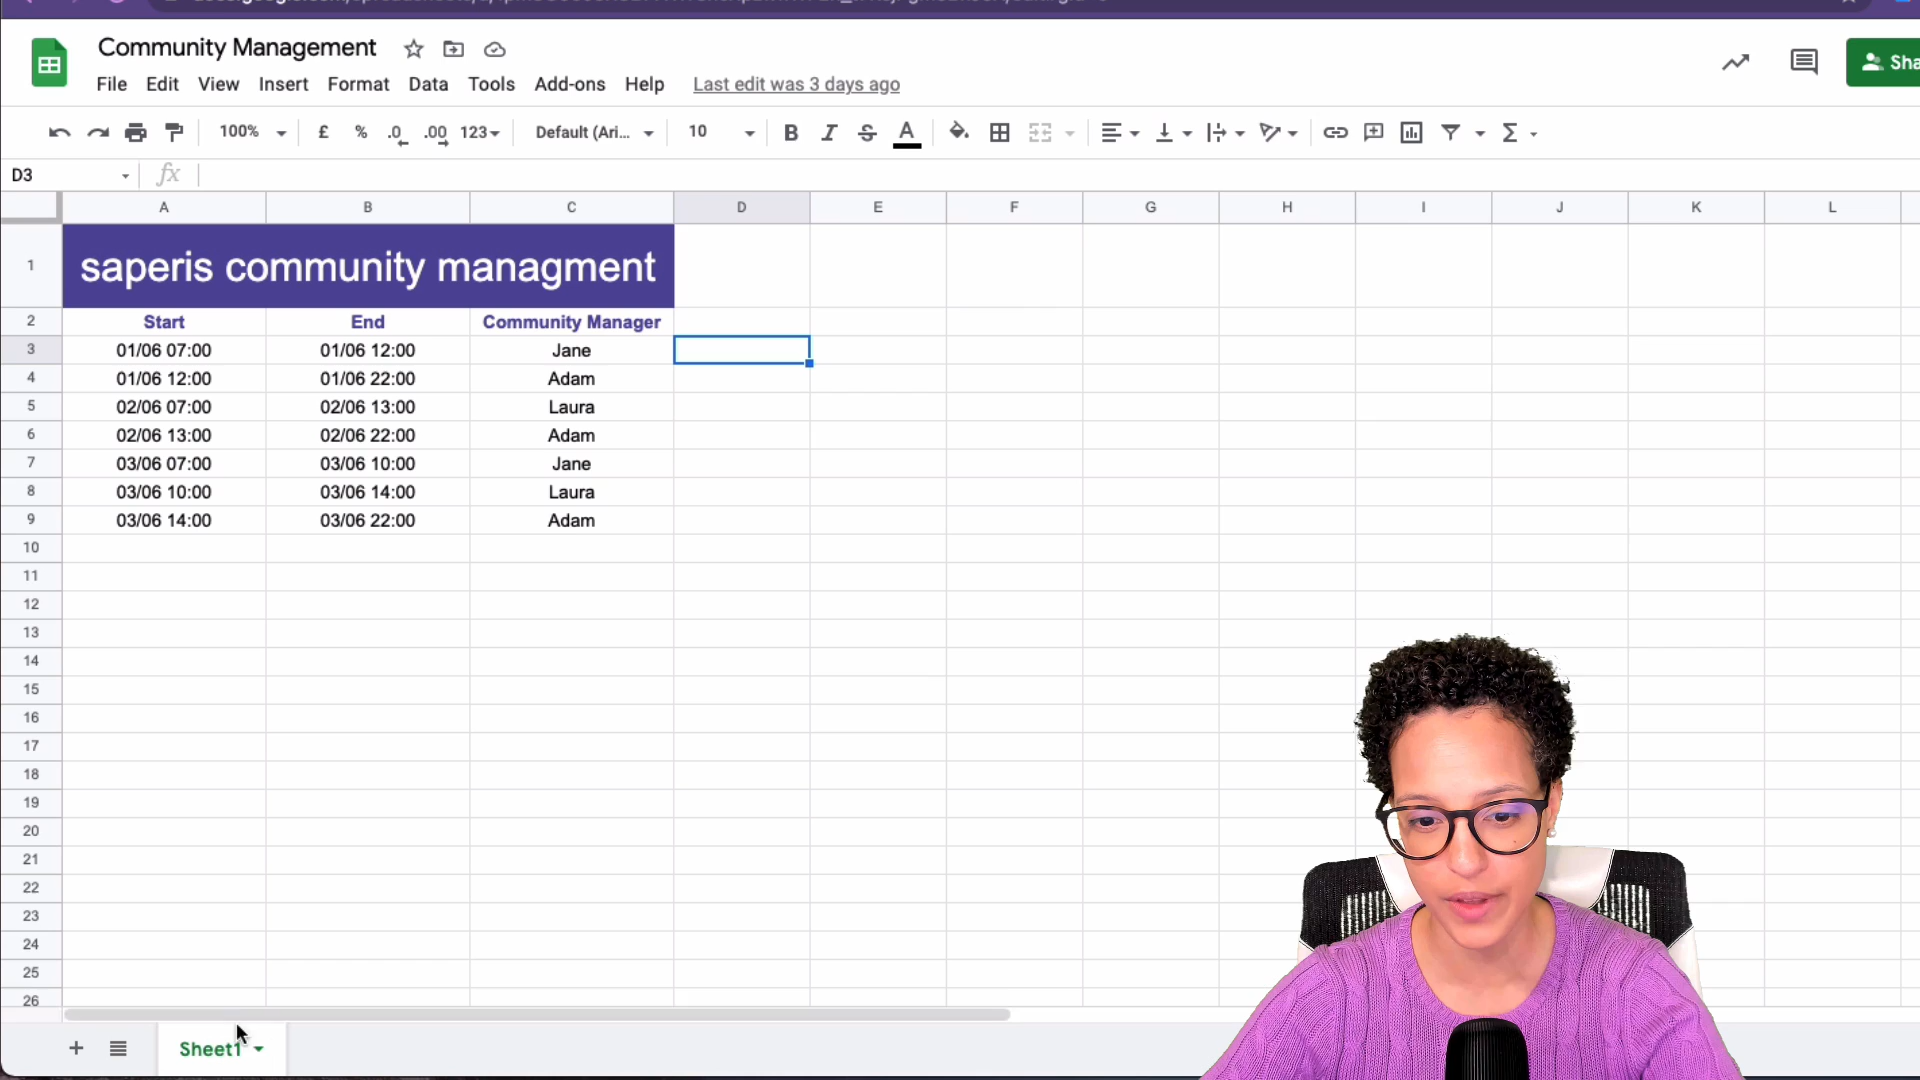 Community Management
File Edit View Insert Format Data Tools Add-ons Help Last edit was 3 days ago
Sha
100% £ % .0 .00 123 Default (Ari... 10 B I S A Σ
D3 fx
A B C D E F G H I J K L
1 saperis community managment
2 Start End Community Manager
3 01/06 07:00 01/06 12:00 Jane
4 01/06 12:00 01/06 22:00 Adam
5 02/06 07:00 02/06 13:00 Laura
6 02/06 13:00 02/06 22:00 Adam
7 03/06 07:00 03/06 10:00 Jane
8 03/06 10:00 03/06 14:00 Laura
9 03/06 14:00 03/06 22:00 Adam
10
11
12
13
14
15
16
17
18
19
20
21
22
23
24
25
26
Sheet1